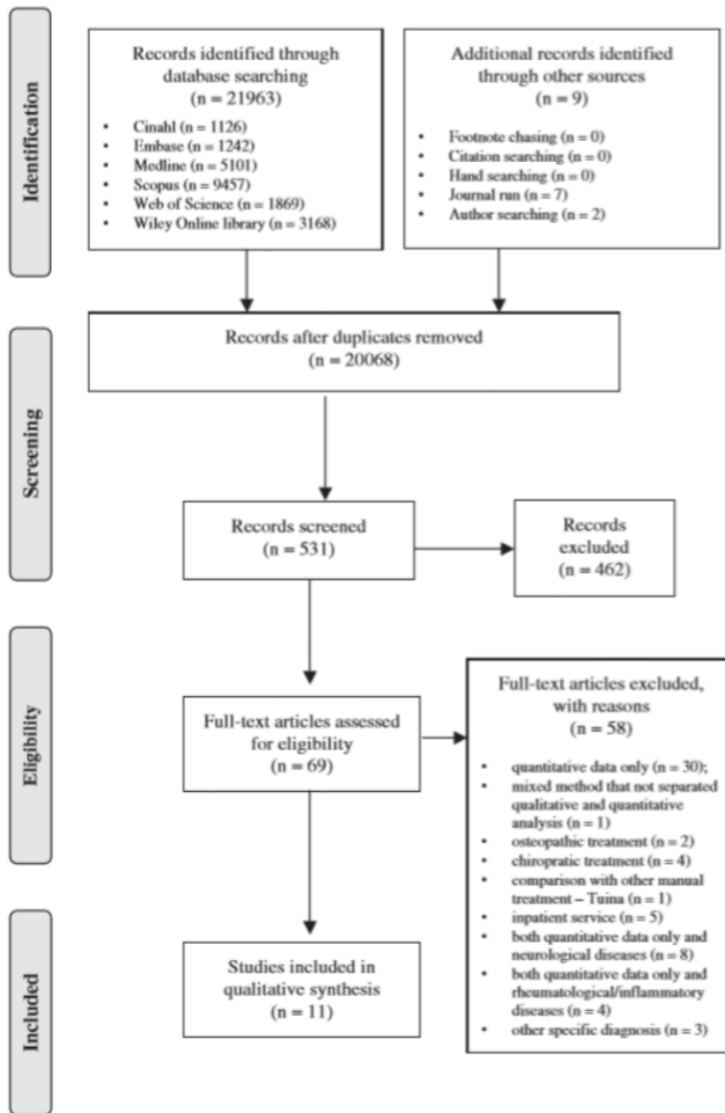 Identification
Records identified through
database searching
(n = 21963)
• Cinahl (n = 1126)
• Embase (n = 1242)
• Medline (n = 5101)
• Scopus (n = 9457)
• Web of Science (n = 1869)
• Wiley Online library (n = 3168)
Additional records identified
through other sources
(n = 9)
• Footnote chasing (n = 0)
• Citation searching (n = 0)
• Hand searching (n = 0)
• Journal run (n = 7)
• Author searching (n = 2)
Screening
Records after duplicates removed
(n = 20068)
Records screened
(n = 531)
Records
excluded
(n = 462)
Eligibility
Full-text articles assessed
for eligibility
(n = 69)
Full-text articles excluded,
with reasons
(n = 58)
• quantitative data only (n = 30);
• mixed method that not separated
qualitative and quantitative
analysis (n = 1)
• osteopathic treatment (n = 2)
• chiropratic treatment (n = 4)
• comparison with other manual
treatment – Tuina (n = 1)
• inpatient service (n = 5)
• both quantitative data only and
neurological diseases (n = 8)
• both quantitative data only and
rheumatological/inflammatory
diseases (n = 4)
• other specific diagnosis (n = 3)
Included
Studies included in
qualitative synthesis
(n = 11)